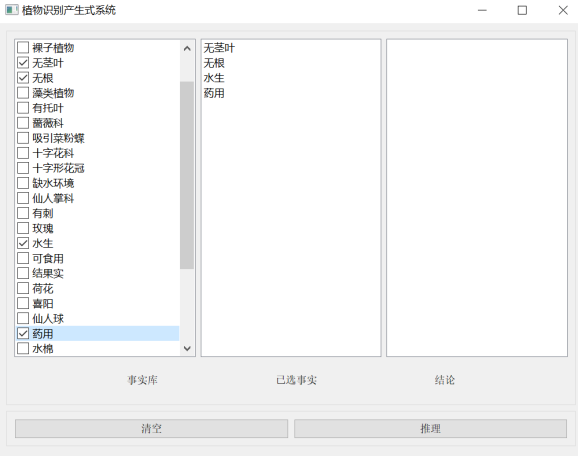 植物识别产生式系统
裸子植物
无茎叶
无根
藻类植物
有托叶
蔷薇科
吸引菜粉蝶
十字花科
十字形花冠
缺水环境
仙人掌科
有刺
玫瑰
水生
可食用
结果实
荷花
喜阳
仙人球
药用
水棉
无茎叶
无根
水生
药用
事实库
已选事实
结论
清空
推理